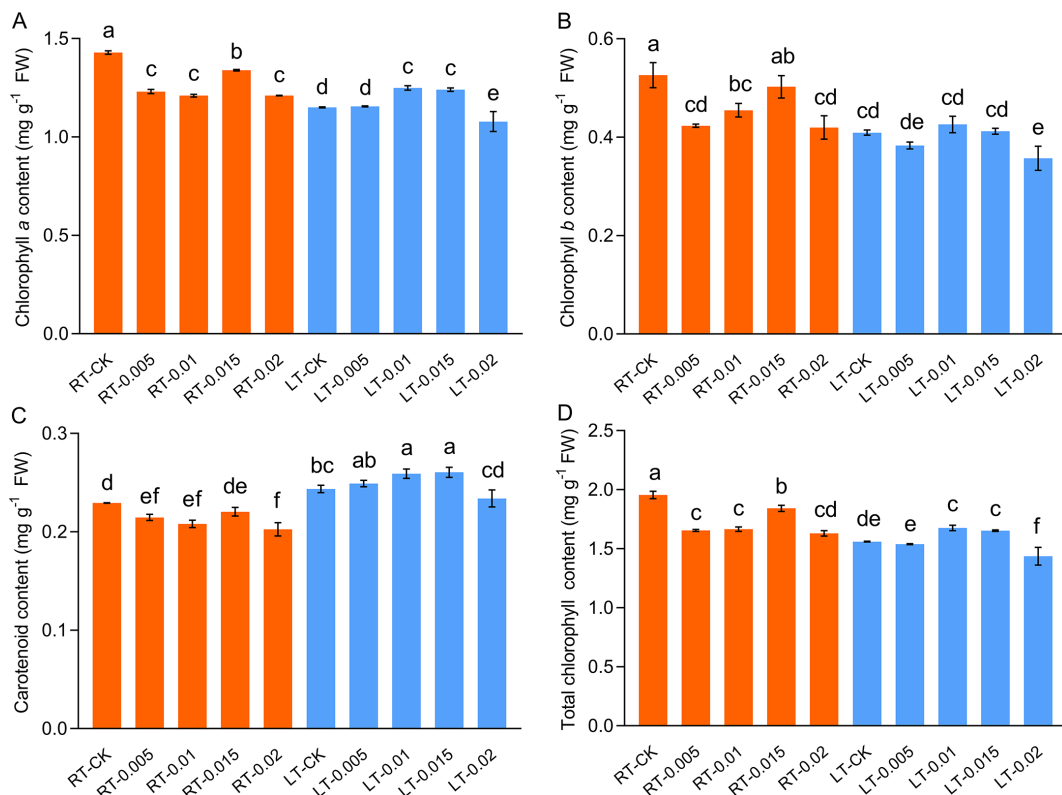 A
Chlorophyll a content (mg g⁻¹ FW)
1.5
1.0
0.5
0.0
a
c
c
b
c
d
d
c
c
e
RT-CK
RT-0.005
RT-0.01
RT-0.015
RT-0.02
LT-CK
LT-0.005
LT-0.01
LT-0.015
LT-0.02
B
Chlorophyll b content (mg g⁻¹ FW)
0.6
0.4
0.2
0.0
a
cd
bc
ab
cd
cd
de
cd
cd
e
RT-CK
RT-0.005
RT-0.01
RT-0.015
RT-0.02
LT-CK
LT-0.005
LT-0.01
LT-0.015
LT-0.02
C
Carotenoid content (mg g⁻¹ FW)
0.3
0.2
0.1
0.0
d
ef
ef
de
f
bc
ab
a
a
cd
RT-CK
RT-0.005
RT-0.01
RT-0.015
RT-0.02
LT-CK
LT-0.005
LT-0.01
LT-0.015
LT-0.02
D
Total chlorophyll content (mg g⁻¹ FW)
2.5
2.0
1.5
1.0
0.5
0.0
a
c
c
b
cd
de
e
c
c
f
RT-CK
RT-0.005
RT-0.01
RT-0.015
RT-0.02
LT-CK
LT-0.005
LT-0.01
LT-0.015
LT-0.02